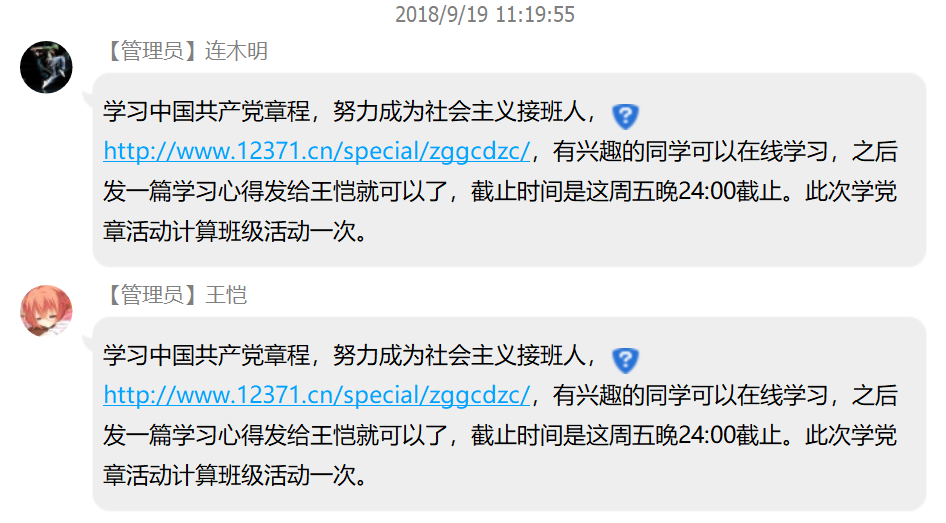 2018/9/19 11:19:55
【管理员】连木明
学习中国共产党章程，努力成为社会主义接班人，
http://www.12371.cn/special/zggcdzc/，有兴趣的同学可以在线学习，之后
发一篇学习心得发给王恺就可以了，截止时间是这周五晚24:00截止。此次学党
章活动计算班级活动一次。
【管理员】王恺
学习中国共产党章程，努力成为社会主义接班人，
http://www.12371.cn/special/zggcdzc/，有兴趣的同学可以在线学习，之后
发一篇学习心得发给王恺就可以了，截止时间是这周五晚24:00截止。此次学党
章活动计算班级活动一次。